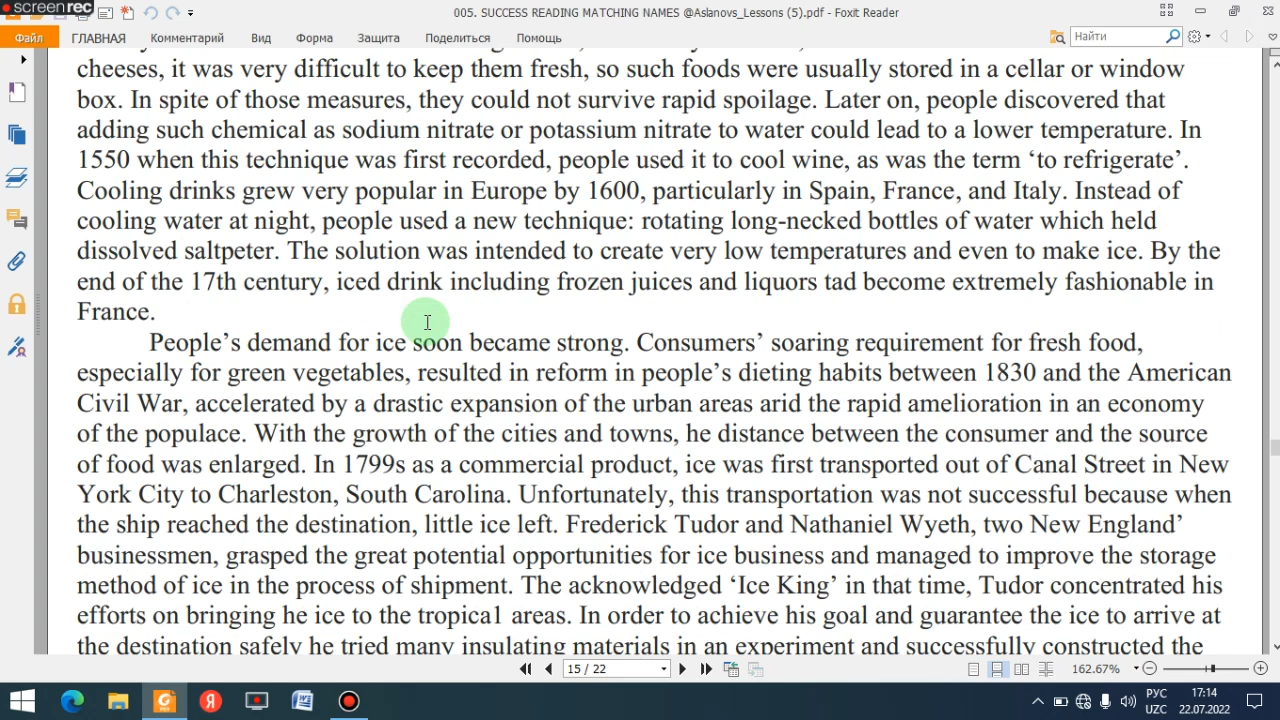 screenrec
005. SUCCESS READING MATCHING NAMES @Aslanovs_Lessons (5).pdf - Foxit Reader
Файл ГЛАВНАЯ Комментарий Вид Форма Защита Поделиться Помощь Найти
cheeses, it was very difficult to keep them fresh, so such foods were usually stored in a cellar or window
box. In spite of those measures, they could not survive rapid spoilage. Later on, people discovered that
adding such chemical as sodium nitrate or potassium nitrate to water could lead to a lower temperature. In
1550 when this technique was first recorded, people used it to cool wine, as was the term ‘to refrigerate’.
Cooling drinks grew very popular in Europe by 1600, particularly in Spain, France, and Italy. Instead of
cooling water at night, people used a new technique: rotating long-necked bottles of water which held
dissolved saltpeter. The solution was intended to create very low temperatures and even to make ice. By the
end of the 17th century, iced drink including frozen juices and liquors tad become extremely fashionable in
France.
People’s demand for ice soon became strong. Consumers’ soaring requirement for fresh food,
especially for green vegetables, resulted in reform in people’s dieting habits between 1830 and the American
Civil War, accelerated by a drastic expansion of the urban areas arid the rapid amelioration in an economy
of the populace. With the growth of the cities and towns, he distance between the consumer and the source
of food was enlarged. In 1799s as a commercial product, ice was first transported out of Canal Street in New
York City to Charleston, South Carolina. Unfortunately, this transportation was not successful because when
the ship reached the destination, little ice left. Frederick Tudor and Nathaniel Wyeth, two New England’
businessmen, grasped the great potential opportunities for ice business and managed to improve the storage
method of ice in the process of shipment. The acknowledged ‘Ice King’ in that time, Tudor concentrated his
efforts on bringing he ice to the tropica1 areas. In order to achieve his goal and guarantee the ice to arrive at
the destination safely he tried many insulating materials in an experiment and successfully constructed the
15 / 22 162.67%
РУС 17:14
UZC 22.07.2022